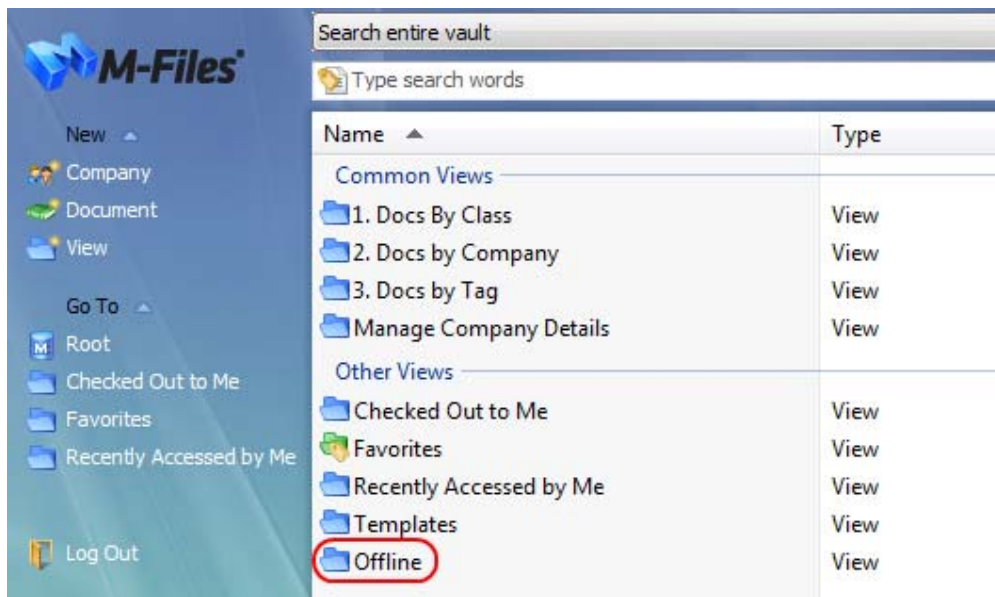 M-Files
New
Company
Document
View
Go To
Root
Checked Out to Me
Favorites
Recently Accessed by Me
Log Out
Search entire vault
Type search words
Name Type
Common Views
1. Docs By Class View
2. Docs by Company View
3. Docs by Tag View
Manage Company Details View
Other Views
Checked Out to Me View
Favorites View
Recently Accessed by Me View
Templates View
Offline View